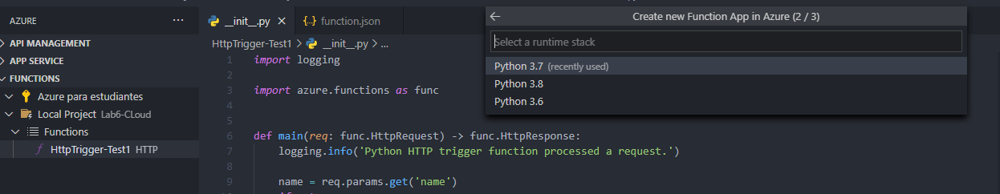 AZURE
API MANAGEMENT
APP SERVICE
FUNCTIONS
Azure para estudiantes
Local Project Lab6-CLoud
Functions
HttpTrigger-Test1 HTTP
__init__.py
function.json
HttpTrigger-Test1 > __init__.py > ...
1 import logging
2
3 import azure.functions as func
4
5
6 def main(req: func.HttpRequest) -> func.HttpResponse:
7 logging.info('Python HTTP trigger function processed a request.')
8
9 name = req.params.get('name')
Create new Function App in Azure (2 / 3)
Select a runtime stack
Python 3.7 (recently used)
Python 3.8
Python 3.6